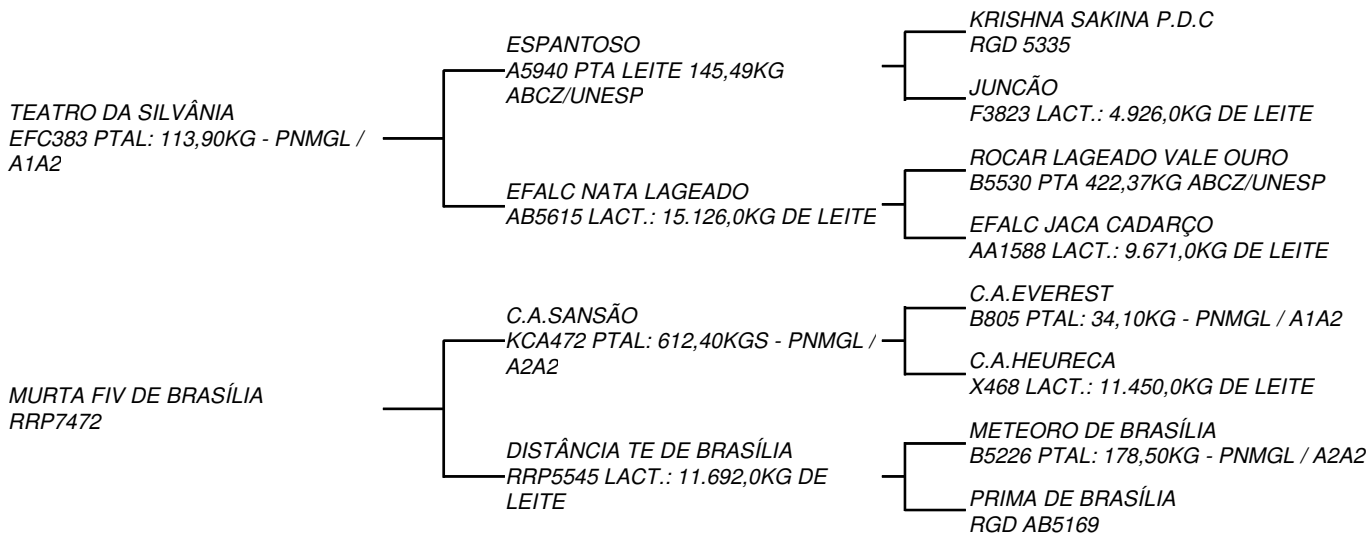 TEATRO DA SILVÂNIA
EFC383 PTAL: 113,90KG - PNMGL /
A1A2
MURTA FIV DE BRASÍLIA
RRP7472
ESPANTOSO
A5940 PTA LEITE 145,49KG
ABCZ/UNESP
EFALC NATA LAGEADO
AB5615 LACT.: 15.126,0KG DE LEITE
C.A.SANSÃO
KCA472 PTAL: 612,40KGS - PNMGL /
A2A2
DISTÂNCIA TE DE BRASÍLIA
RRP5545 LACT.: 11.692,0KG DE
LEITE
KRISHNA SAKINA P.D.C
RGD 5335
JUNCÃO
F3823 LACT.: 4.926,0KG DE LEITE
ROCAR LAGEADO VALE OURO
B5530 PTA 422,37KG ABCZ/UNESP
EFALC JACA CADARÇO
AA1588 LACT.: 9.671,0KG DE LEITE
C.A.EVEREST
B805 PTAL: 34,10KG - PNMGL / A1A2
C.A.HEURECA
X468 LACT.: 11.450,0KG DE LEITE
METEORO DE BRASÍLIA
B5226 PTAL: 178,50KG - PNMGL / A2A2
PRIMA DE BRASÍLIA
RGD AB5169